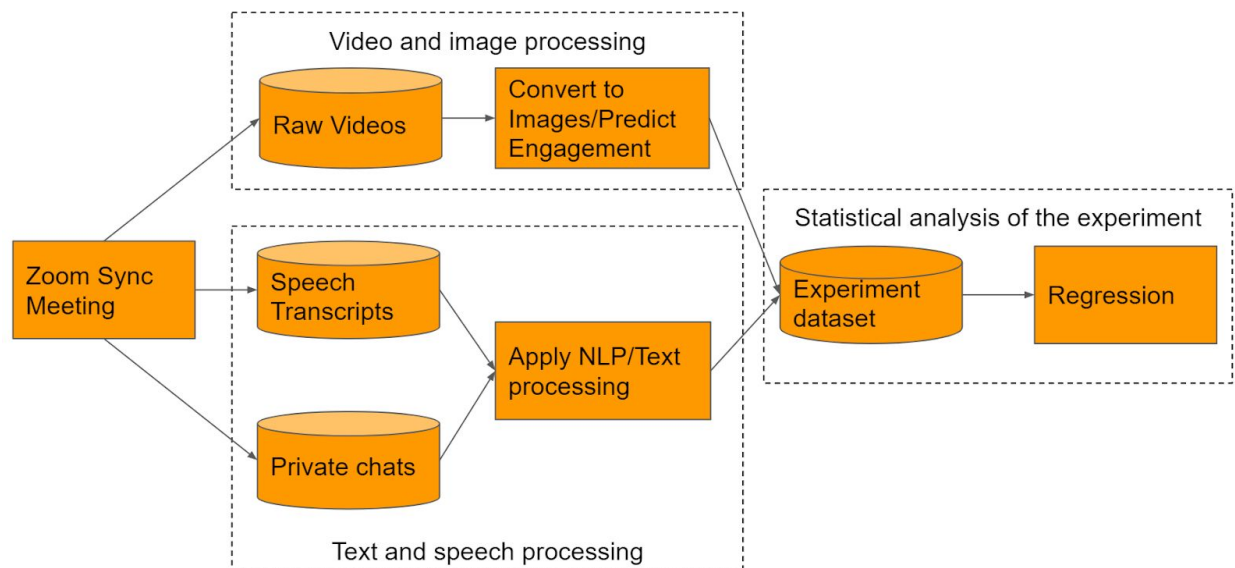 Video and image processing
Raw Videos
Convert to
Images/Predict
Engagement
Zoom Sync
Meeting
Speech
Transcripts
Private chats
Apply NLP/Text
processing
Text and speech processing
Statistical analysis of the experiment
Experiment
dataset
Regression